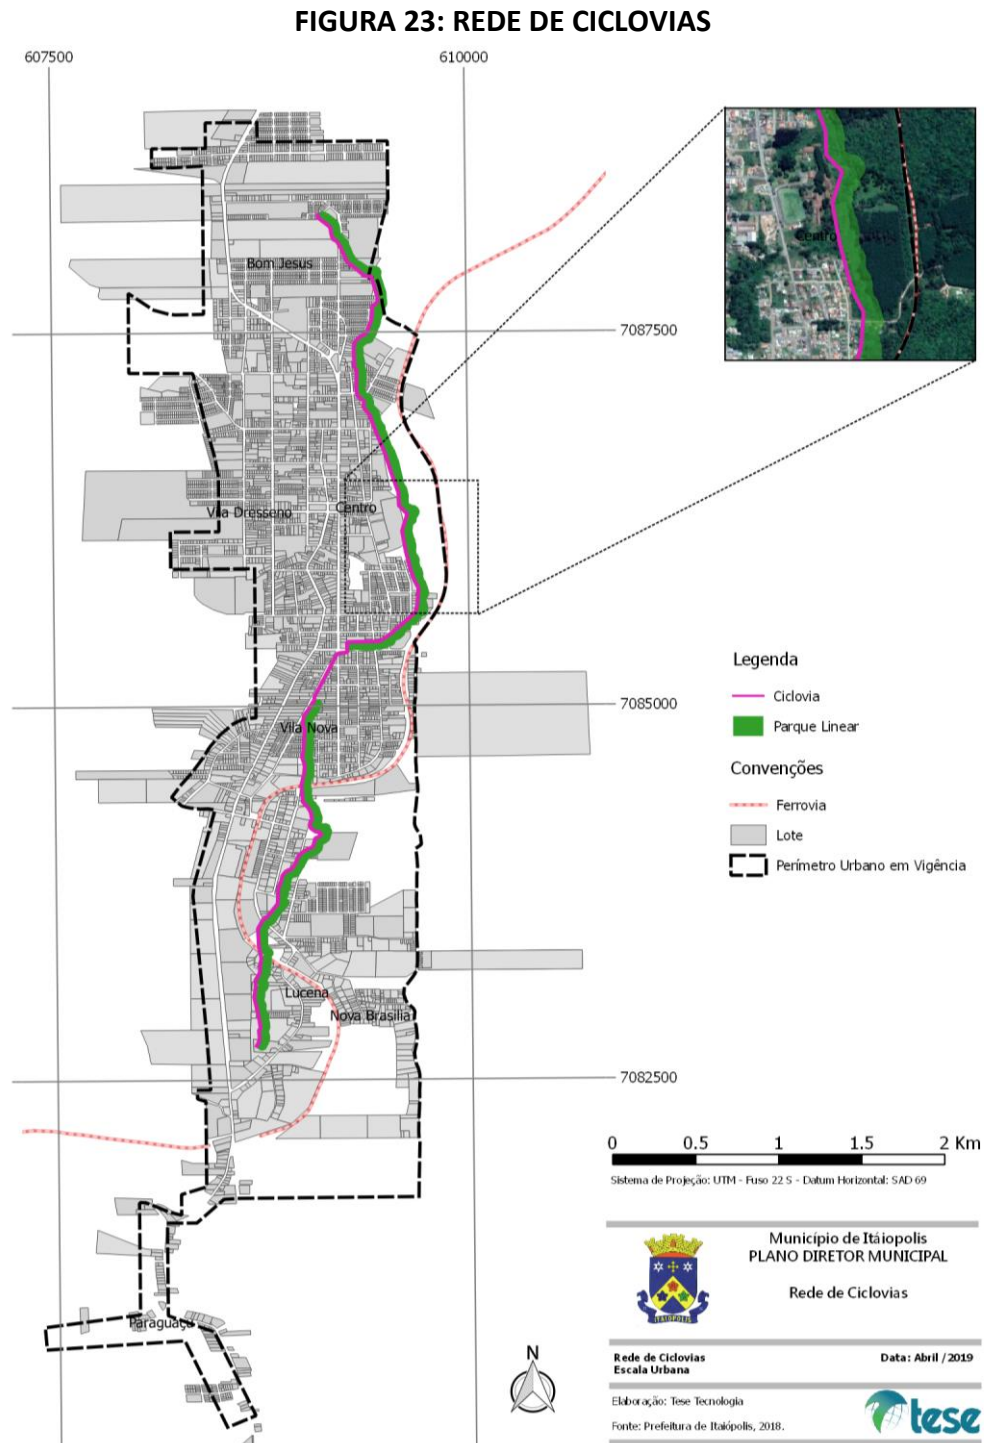 FIGURA 23: REDE DE CICLOVIAS
607500
610000
Centro
Bom Jesus
7087500
Vila Dresseno
Centro
Legenda
Ciclovia
Parque Linear
7085000
Vila Nova
Convenções
Ferrovia
Lote
Perímetro Urbano em Vigência
Lucena
Nova Brasilia
7082500
0 0.5 1 1.5 2 Km
Sistema de Projeção: UTM - Fuso 22 S - Datum Horizontal: SAD 69
Município de Itáiopolis
PLANO DIRETOR MUNICIPAL
Rede de Ciclovias
ITAIÓPOLIS
Paraguaçu
N
Rede de Ciclovias
Escala Urbana
Data: Abril / 2019
Elaboração: Tese Tecnologia
Fonte: Prefeitura de Itaiópolis, 2018.
tese